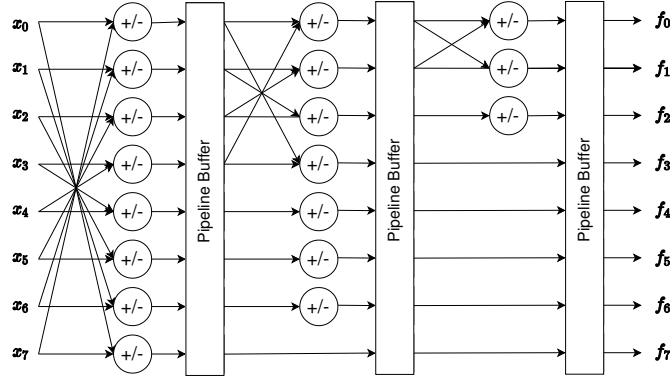 x₀ +/- +/- +/- f₀
x₁ +/- +/- +/- f₁
x₂ +/- +/- +/- f₂
x₃ +/- +/- f₃
x₄ +/- +/- f₄
x₅ +/- +/- f₅
x₆ +/- +/- f₆
x₇ +/- f₇
Pipeline Buffer
Pipeline Buffer
Pipeline Buffer